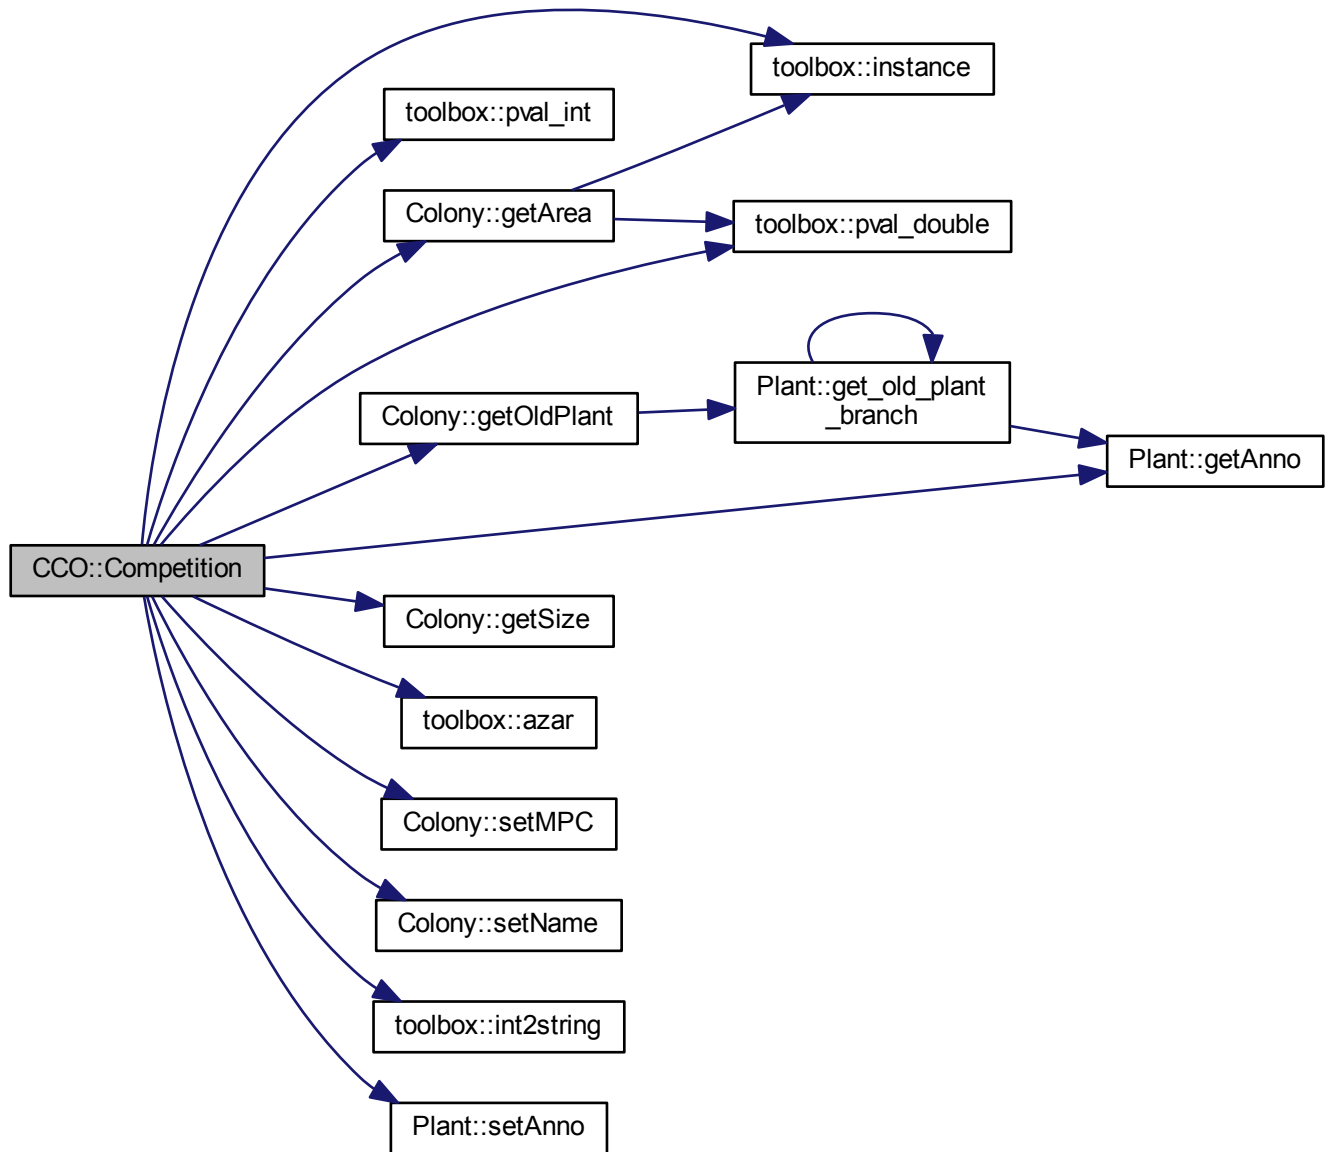 toolbox::instance
toolbox::pval_int
Colony::getArea
toolbox::pval_double
Plant::get_old_plant
_branch
Colony::getOldPlant
Plant::getAnno
CCO::Competition
Colony::getSize
toolbox::azar
Colony::setMPC
Colony::setName
toolbox::int2string
Plant::setAnno